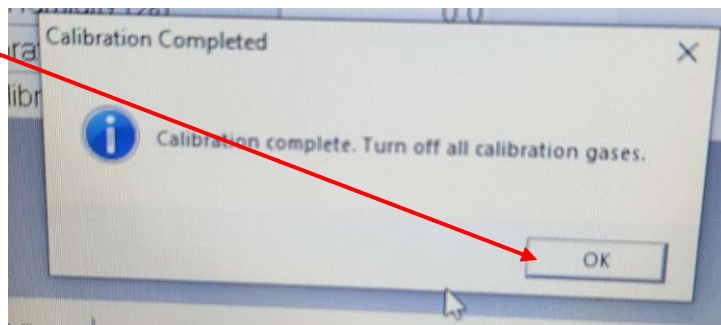 Calibration Completed
Calibration complete. Turn off all calibration gases.
OK